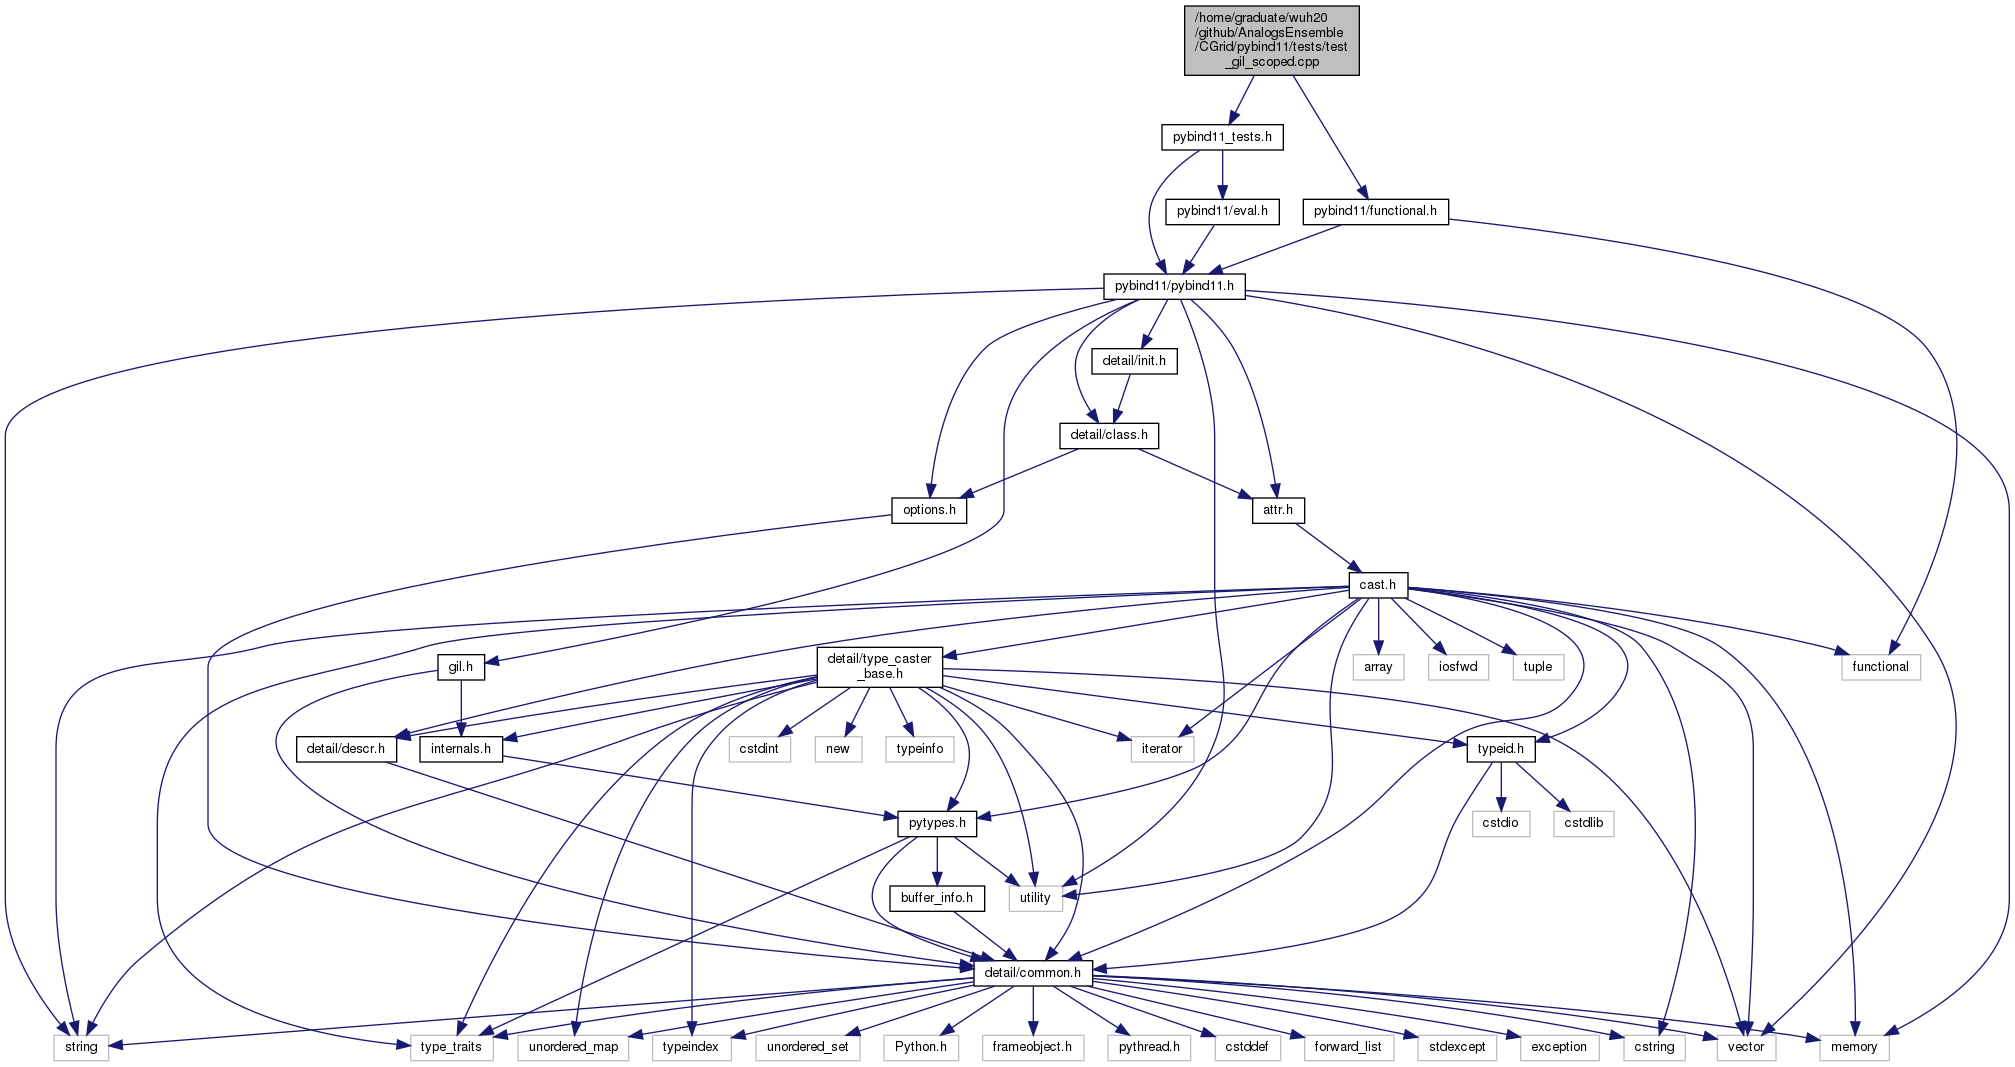 /home/graduate/wuh20
/github/AnalogsEnsemble
/CGrid/pybind11/tests/test
_gil_scoped.cpp
pybind11_tests.h
pybind11/eval.h
pybind11/functional.h
pybind11/pybind11.h
detail/init.h
detail/class.h
options.h
attr.h
cast.h
gil.h
detail/type_caster
_base.h
array
iosfwd
tuple
functional
detail/descr.h
internals.h
cstdint
new
typeinfo
iterator
typeid.h
pytypes.h
cstdio
cstdlib
buffer_info.h
utility
detail/common.h
string
type_traits
unordered_map
typeindex
unordered_set
Python.h
frameobject.h
pythread.h
cstddef
forward_list
stdexcept
exception
cstring
vector
memory